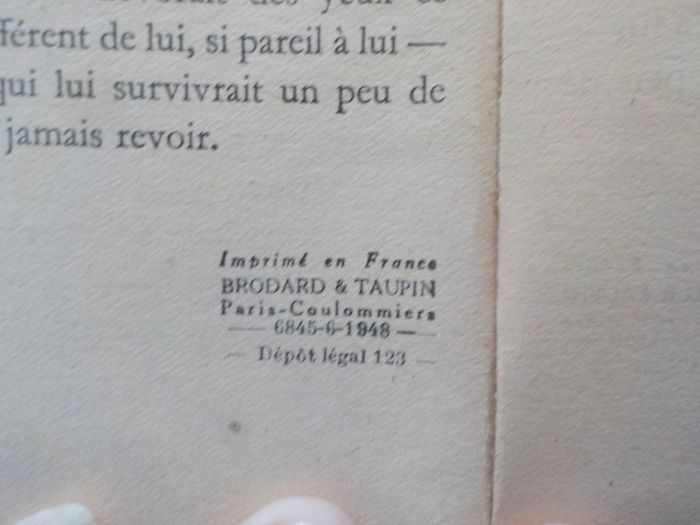 férent de lui, si pareil à lui —
qui lui survivrait un peu de
jamais revoir.
Imprimé en France
BRODARD & TAUPIN
Paris-Coulommiers
— 6845-6-1948 —
— Dépôt légal 123 —